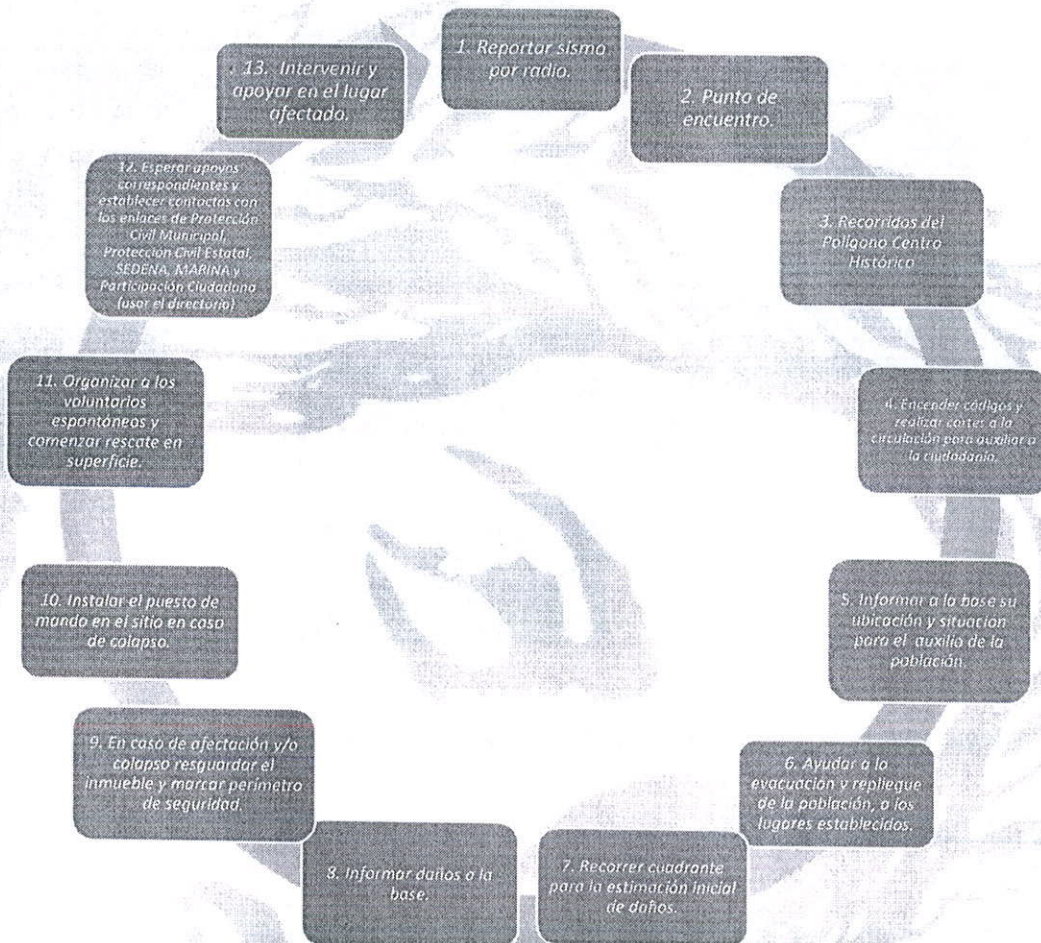 1. Reportar sismo
por radio.
2. Punto de
encuentro.
3. Recorridos del
Polígono Centro
Histórico
4. Encender códigos y
realizar cortes a la
circulación para auxiliar a
la ciudadanía.
5. Informar a la base su
ubicación y situación
para el auxilio de la
población.
6. Ayudar a la
evacuación y repliegue
de la población, a los
lugares establecidos.
7. Recorrer cuadrante
para la estimación inicial
de daños.
8. Informar daños a la
base.
9. En caso de afectación y/o
colapso resguardar el
inmueble y marcar perímetro
de seguridad.
10. Instalar el puesto de
mando en el sitio en caso
de colapso.
11. Organizar a los
voluntarios
espontáneos y
comenzar rescate en
superficie.
12. Esperar apoyos
correspondientes y
establecer contactos con
los enlaces de Protección
Civil Municipal,
Protección Civil Estatal,
SEDENA, MARINA y
Participación Ciudadana
(usar el directorio)
13. Intervenir y
apoyar en el lugar
afectado.